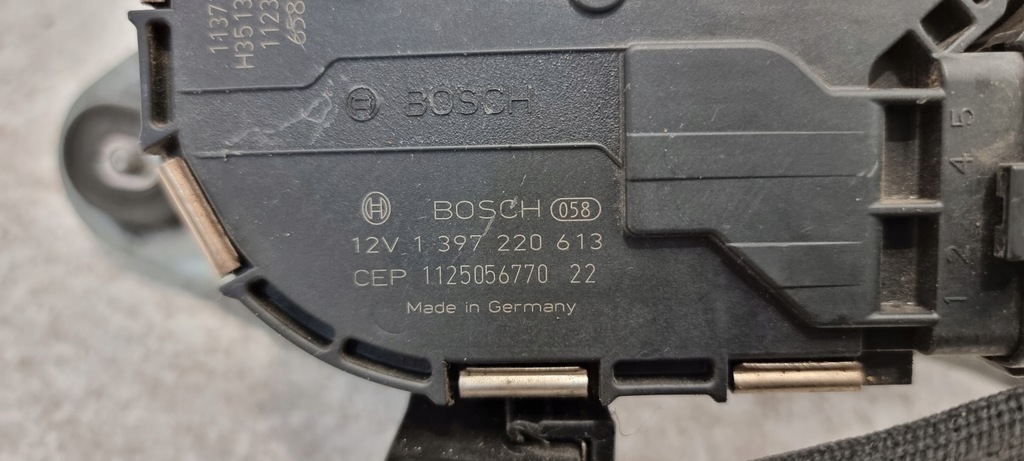 1137
H3513
1123
658
BOSCH
BOSCH 058
12V 1 397 220 613
CEP 1125056770 22
Made in Germany
1 2 4 5